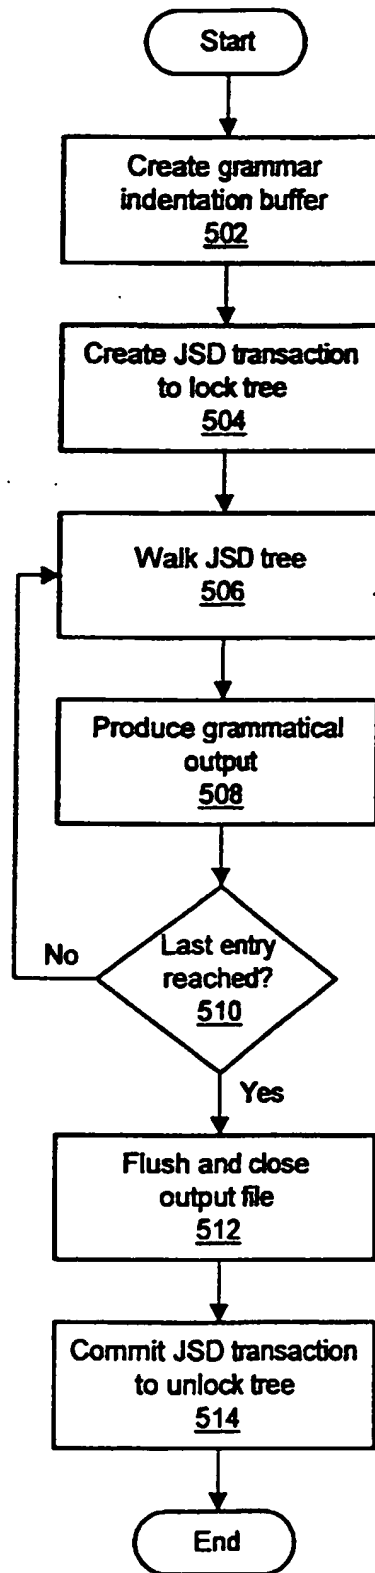 Start
Create grammar
indentation buffer
502
Create JSD transaction
to lock tree
504
Walk JSD tree
506
Produce grammatical
output
508
No
Last entry
reached?
510
Yes
Flush and close
output file
512
Commit JSD transaction
to unlock tree
514
End